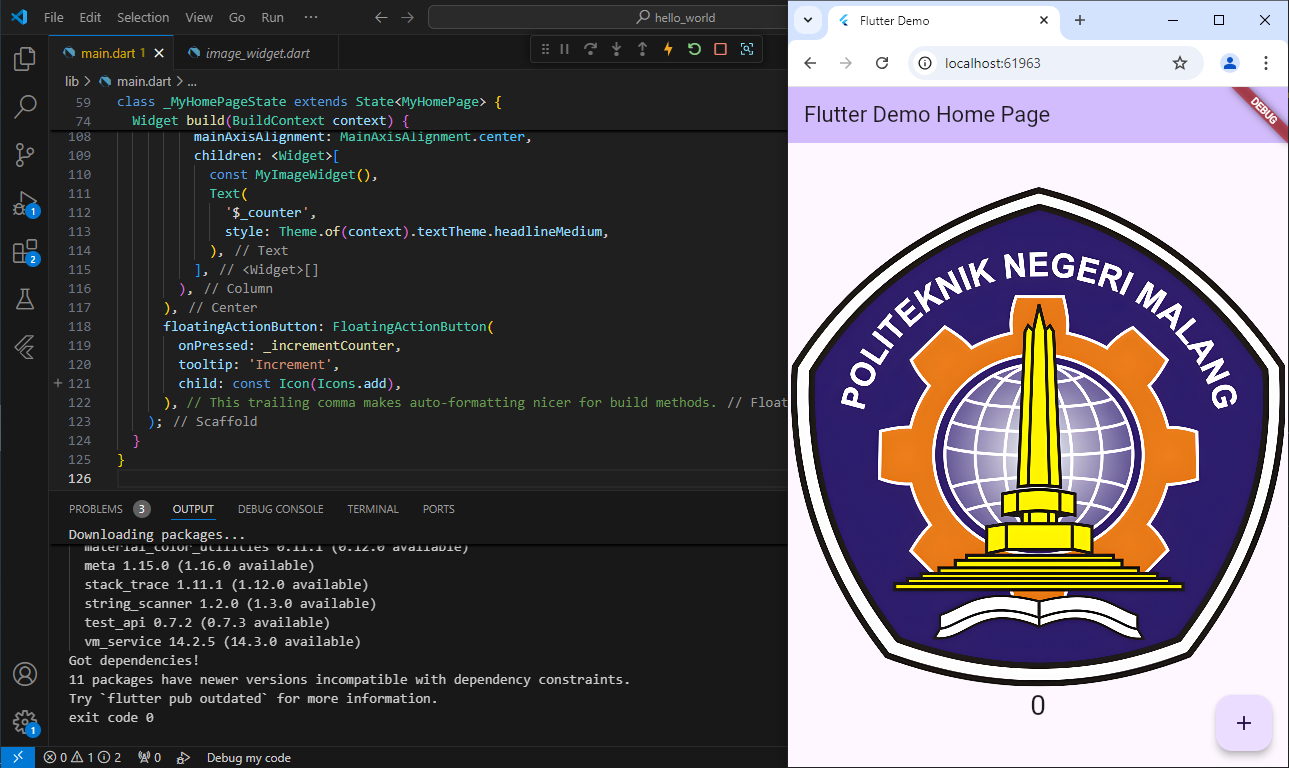 File Edit Selection View Go Run ··· hello_world
main.dart 1 image_widget.dart
lib > main.dart > ...
59 class _MyHomePageState extends State<MyHomePage> {
74 Widget build(BuildContext context) {
108 mainAxisAlignment: MainAxisAlignment.center,
109 children: <Widget>[
110 const MyImageWidget(),
111 Text(
112 '$_counter',
113 style: Theme.of(context).textTheme.headlineMedium,
114 ), // Text
115 ], // <Widget>[]
116 ), // Column
117 ), // Center
118 floatingActionButton: FloatingActionButton(
119 onPressed: _incrementCounter,
120 tooltip: 'Increment',
121 child: const Icon(Icons.add),
122 ), // This trailing comma makes auto-formatting nicer for build methods. // Float
123 ); // Scaffold
124 }
125 }
126
PROBLEMS 3 OUTPUT DEBUG CONSOLE TERMINAL PORTS
Downloading packages...
material_color_utilities 0.11.1 (0.12.0 available)
meta 1.15.0 (1.16.0 available)
stack_trace 1.11.1 (1.12.0 available)
string_scanner 1.2.0 (1.3.0 available)
test_api 0.7.2 (0.7.3 available)
vm_service 14.2.5 (14.3.0 available)
Got dependencies!
11 packages have newer versions incompatible with dependency constraints.
Try `flutter pub outdated` for more information.
exit code 0
1
2
1
0 1 2 0 Debug my code
Flutter Demo
localhost:61963
Flutter Demo Home Page
DEBUG
POLITEKNIK NEGERI MALANG
0